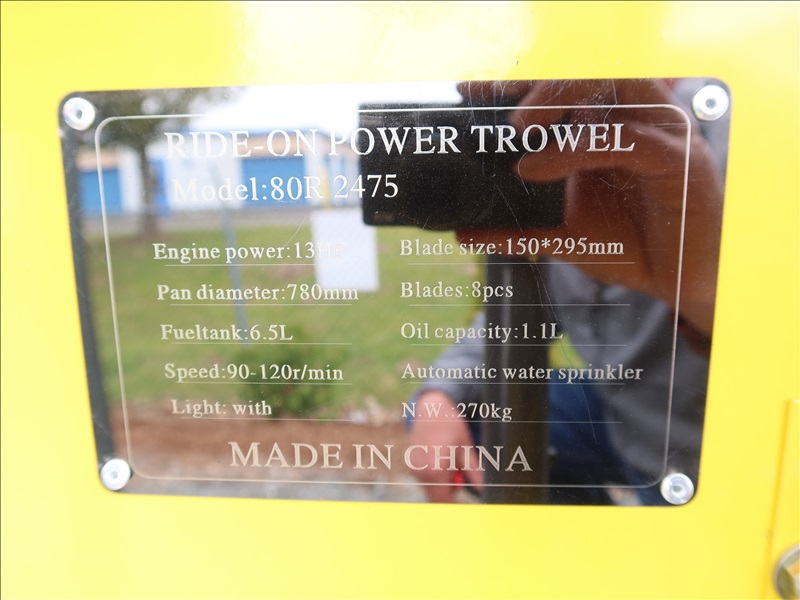 RIDE-ON POWER TROWEL
Model:80R 2475
Engine power:13HP
Blade size:150*295mm
Pan diameter:780mm
Blades:8pcs
Fueltank:6.5L
Oil capacity:1.1L
Speed:90-120r/min
Automatic water sprinkler
Light: with
N.W.:270kg
MADE IN CHINA